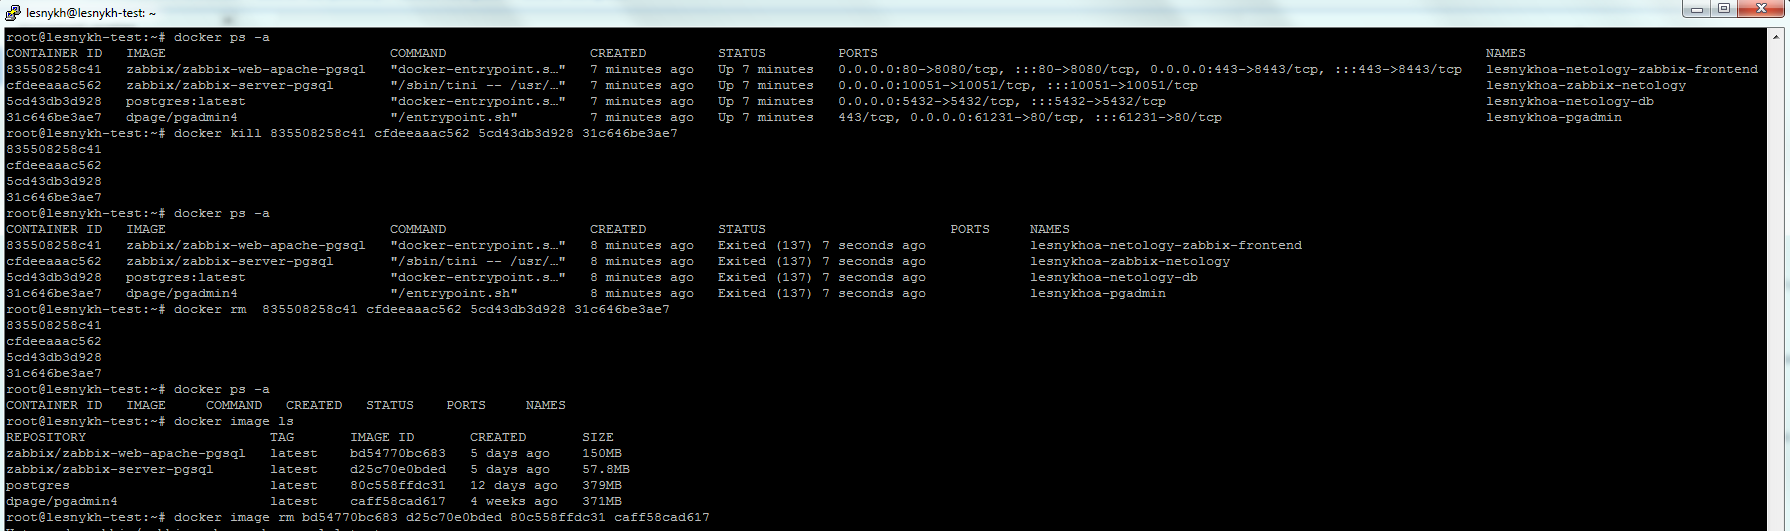 lesnykh@lesnykh-test: ~
root@lesnykh-test:~# docker ps -a
CONTAINER ID   IMAGE                            COMMAND                  CREATED         STATUS         PORTS                                                                            NAMES
835508258c41   zabbix/zabbix-web-apache-pgsql   "docker-entrypoint.s…"   7 minutes ago   Up 7 minutes   0.0.0.0:80->8080/tcp, :::80->8080/tcp, 0.0.0.0:443->8443/tcp, :::443->8443/tcp   lesnykhoa-netology-zabbix-frontend
cfdeeaaac562   zabbix/zabbix-server-pgsql       "/sbin/tini -- /usr/…"   7 minutes ago   Up 7 minutes   0.0.0.0:10051->10051/tcp, :::10051->10051/tcp                                    lesnykhoa-zabbix-netology
5cd43db3d928   postgres:latest                  "docker-entrypoint.s…"   7 minutes ago   Up 7 minutes   0.0.0.0:5432->5432/tcp, :::5432->5432/tcp                                        lesnykhoa-netology-db
31c646be3ae7   dpage/pgadmin4                   "/entrypoint.sh"         7 minutes ago   Up 7 minutes   443/tcp, 0.0.0.0:61231->80/tcp, :::61231->80/tcp                                 lesnykhoa-pgadmin
root@lesnykh-test:~# docker kill 835508258c41 cfdeeaaac562 5cd43db3d928 31c646be3ae7
835508258c41
cfdeeaaac562
5cd43db3d928
31c646be3ae7
root@lesnykh-test:~# docker ps -a
CONTAINER ID   IMAGE                            COMMAND                  CREATED         STATUS                       PORTS     NAMES
835508258c41   zabbix/zabbix-web-apache-pgsql   "docker-entrypoint.s…"   8 minutes ago   Exited (137) 7 seconds ago             lesnykhoa-netology-zabbix-frontend
cfdeeaaac562   zabbix/zabbix-server-pgsql       "/sbin/tini -- /usr/…"   8 minutes ago   Exited (137) 7 seconds ago             lesnykhoa-zabbix-netology
5cd43db3d928   postgres:latest                  "docker-entrypoint.s…"   8 minutes ago   Exited (137) 7 seconds ago             lesnykhoa-netology-db
31c646be3ae7   dpage/pgadmin4                   "/entrypoint.sh"         8 minutes ago   Exited (137) 7 seconds ago             lesnykhoa-pgadmin
root@lesnykh-test:~# docker rm  835508258c41 cfdeeaaac562 5cd43db3d928 31c646be3ae7
835508258c41
cfdeeaaac562
5cd43db3d928
31c646be3ae7
root@lesnykh-test:~# docker ps -a
CONTAINER ID   IMAGE     COMMAND   CREATED   STATUS    PORTS     NAMES
root@lesnykh-test:~# docker image ls
REPOSITORY                       TAG       IMAGE ID       CREATED       SIZE
zabbix/zabbix-web-apache-pgsql   latest    bd54770bc683   5 days ago    150MB
zabbix/zabbix-server-pgsql       latest    d25c70e0bded   5 days ago    57.8MB
postgres                         latest    80c558ffdc31   12 days ago   379MB
dpage/pgadmin4                   latest    caff58cad617   4 weeks ago   371MB
root@lesnykh-test:~# docker image rm bd54770bc683 d25c70e0bded 80c558ffdc31 caff58cad617